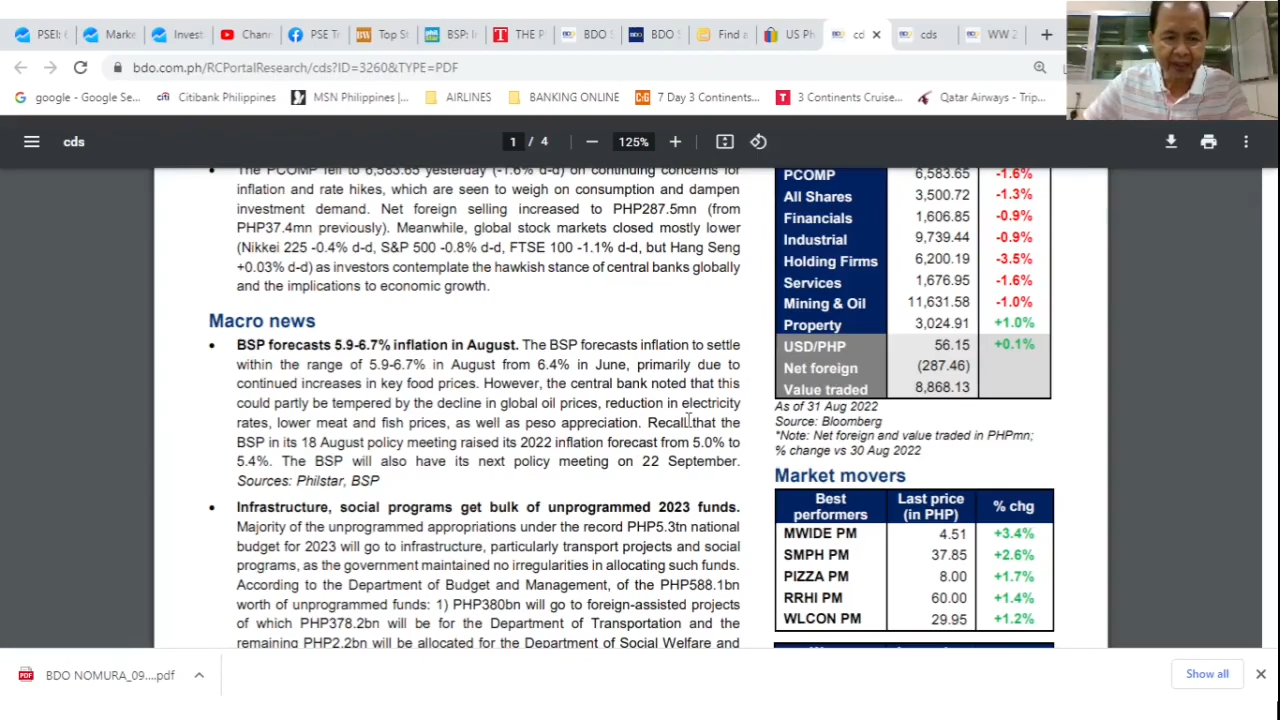 PSEi:
Marke
Invest
Chann
PSE Tr
Top St
BSP: I
THE P
BDO S
BDO S
Find a
US Ph
cd
cds
WW 2
bdo.com.ph/RCPortalResearch/cds?ID=3260&TYPE=PDF
google - Google Se...
citi Citibank Philippines
MSN Philippines |...
AIRLINES
BANKING ONLINE
7 Day 3 Continents...
3 Continents Cruise...
Qatar Airways - Trip...
cds
1 / 4
125%
The PCOMP fell to 6,583.65 yesterday (-1.6% d-d) on continuing concerns for
inflation and rate hikes, which are seen to weigh on consumption and dampen
investment demand. Net foreign selling increased to PHP287.5mn (from
PHP37.4mn previously). Meanwhile, global stock markets closed mostly lower
(Nikkei 225 -0.4% d-d, S&P 500 -0.8% d-d, FTSE 100 -1.1% d-d, but Hang Seng
+0.03% d-d) as investors contemplate the hawkish stance of central banks globally
and the implications to economic growth.
Macro news
BSP forecasts 5.9-6.7% inflation in August. The BSP forecasts inflation to settle
within the range of 5.9-6.7% in August from 6.4% in June, primarily due to
continued increases in key food prices. However, the central bank noted that this
could partly be tempered by the decline in global oil prices, reduction in electricity
rates, lower meat and fish prices, as well as peso appreciation. Recall that the
BSP in its 18 August policy meeting raised its 2022 inflation forecast from 5.0% to
5.4%. The BSP will also have its next policy meeting on 22 September.
Sources: Philstar, BSP
Infrastructure, social programs get bulk of unprogrammed 2023 funds.
Majority of the unprogrammed appropriations under the record PHP5.3tn national
budget for 2023 will go to infrastructure, particularly transport projects and social
programs, as the government maintained no irregularities in allocating such funds.
According to the Department of Budget and Management, of the PHP588.1bn
worth of unprogrammed funds: 1) PHP380bn will go to foreign-assisted projects
of which PHP378.2bn will be for the Department of Transportation and the
remaining PHP2.2bn will be allocated for the Department of Social Welfare and
PCOMP 6,583.65 -1.6%
All Shares 3,500.72 -1.3%
Financials 1,606.85 -0.9%
Industrial 9,739.44 -0.9%
Holding Firms 6,200.19 -3.5%
Services 1,676.95 -1.6%
Mining & Oil 11,631.58 -1.0%
Property 3,024.91 +1.0%
USD/PHP 56.15 +0.1%
Net foreign (287.46)
Value traded 8,868.13
As of 31 Aug 2022
Source: Bloomberg
*Note: Net foreign and value traded in PHPmn;
% change vs 30 Aug 2022
Market movers
Best performers Last price (in PHP) % chg
MWIDE PM 4.51 +3.4%
SMPH PM 37.85 +2.6%
PIZZA PM 8.00 +1.7%
RRHI PM 60.00 +1.4%
WLCON PM 29.95 +1.2%
BDO NOMURA_09....pdf
Show all